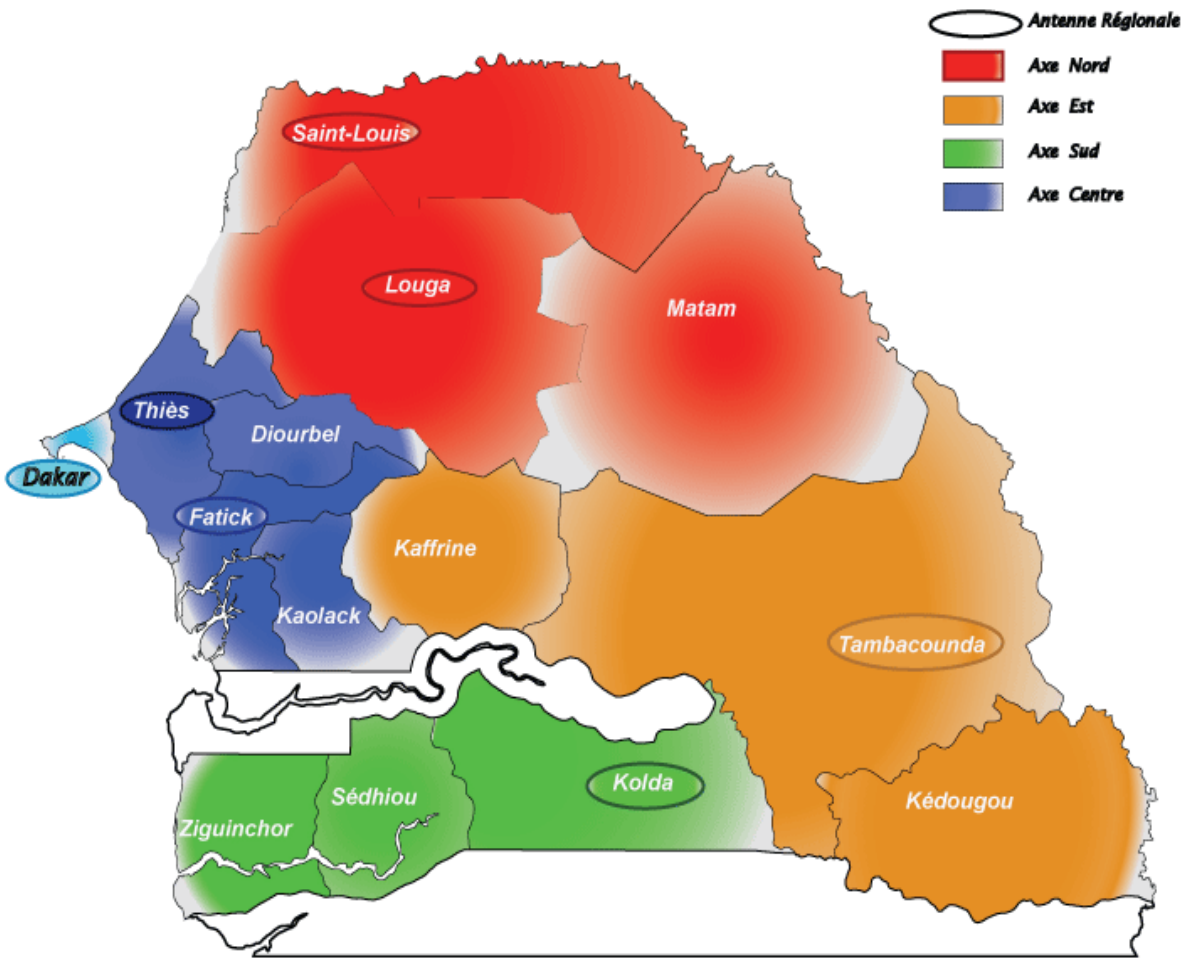 Antenne Régionale
Axe Nord
Axe Est
Axe Sud
Axe Centre
Saint-Louis
Louga
Matam
Thiès
Diourbel
Dakar
Fatick
Kaffrine
Kaolack
Tambacounda
Kolda
Sédhiou
Kédougou
Ziguinchor